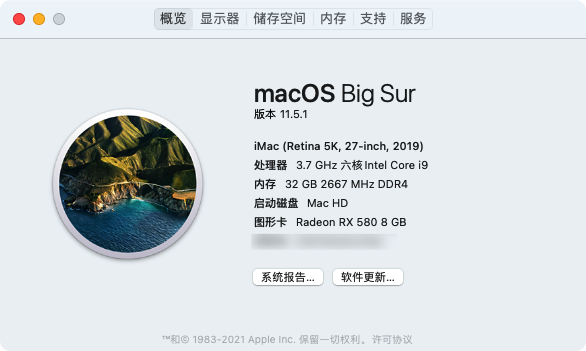 概览 显示器 储存空间 内存 支持 服务
macOS Big Sur
版本 11.5.1
iMac (Retina 5K, 27-inch, 2019)
处理器 3.7 GHz 六核Intel Core i9
内存 32 GB 2667 MHz DDR4
启动磁盘 Mac HD
图形卡 Radeon RX 580 8 GB
系统报告... 软件更新...
™和© 1983-2021 Apple Inc. 保留一切权利。许可协议